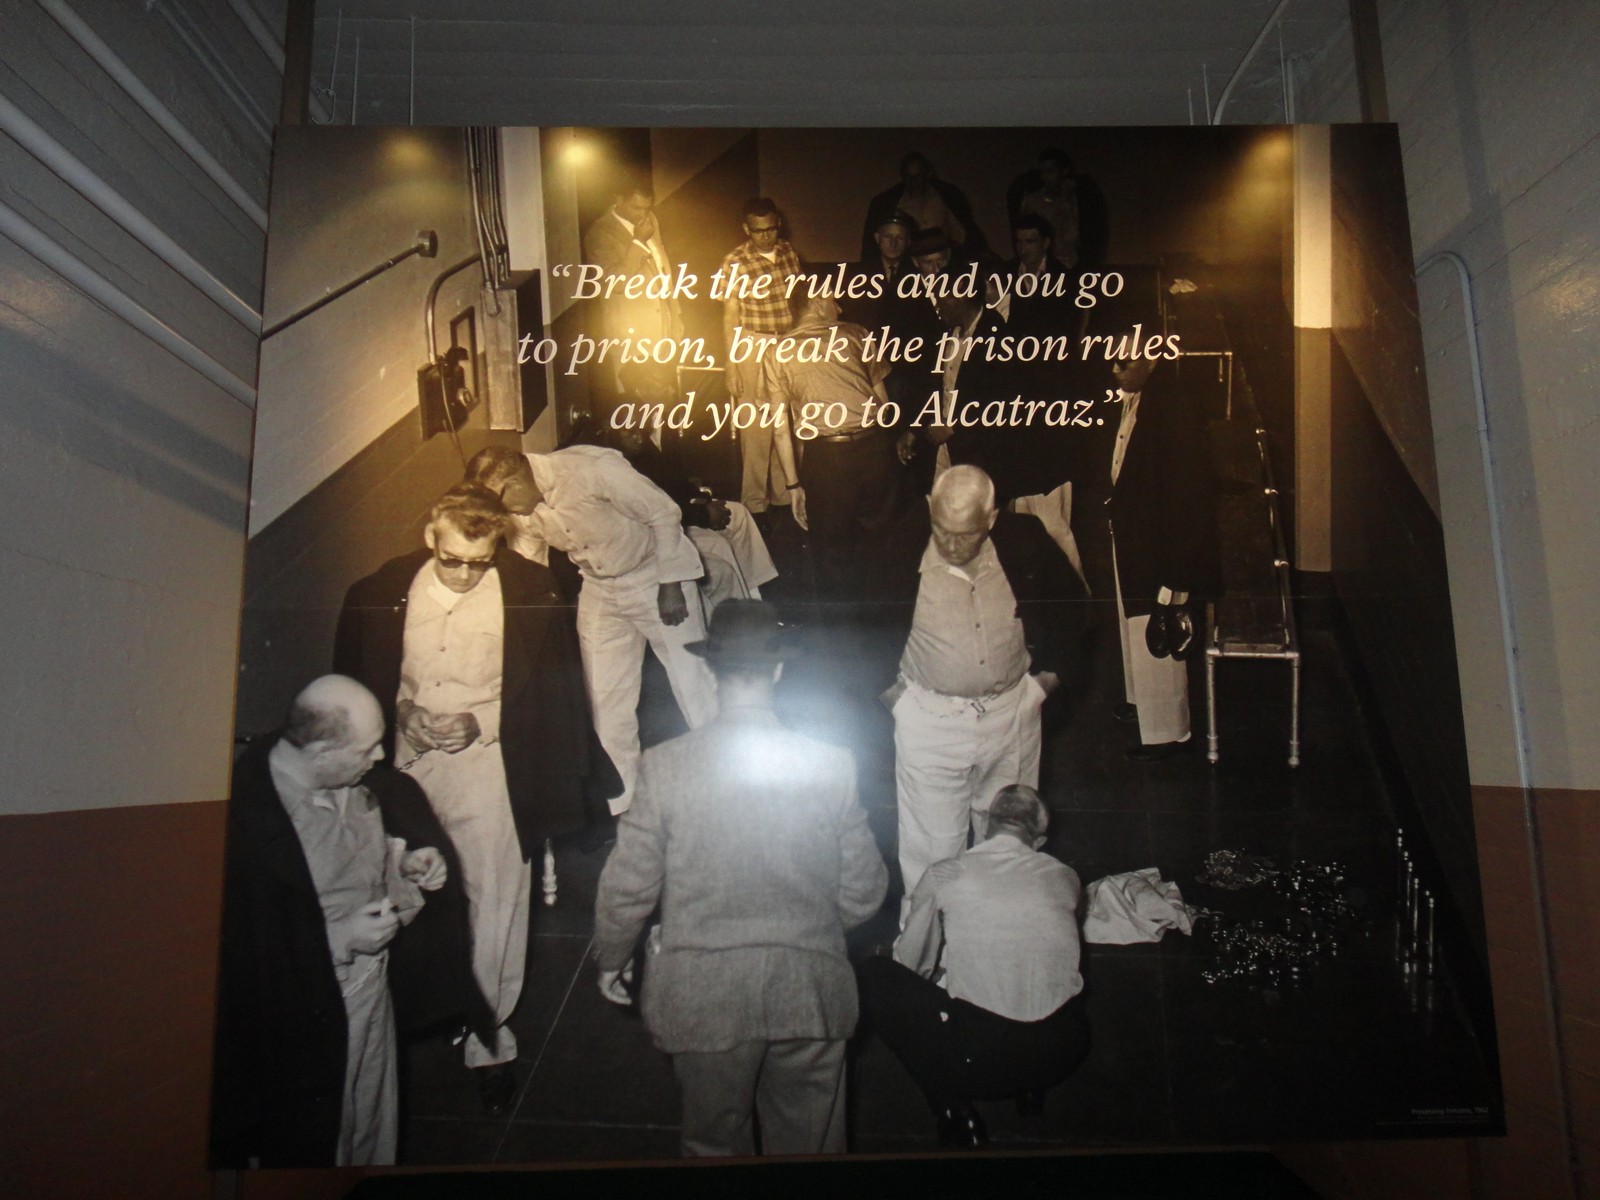 “Break the rules and you go
to prison, break the prison rules
and you go to Alcatraz.”